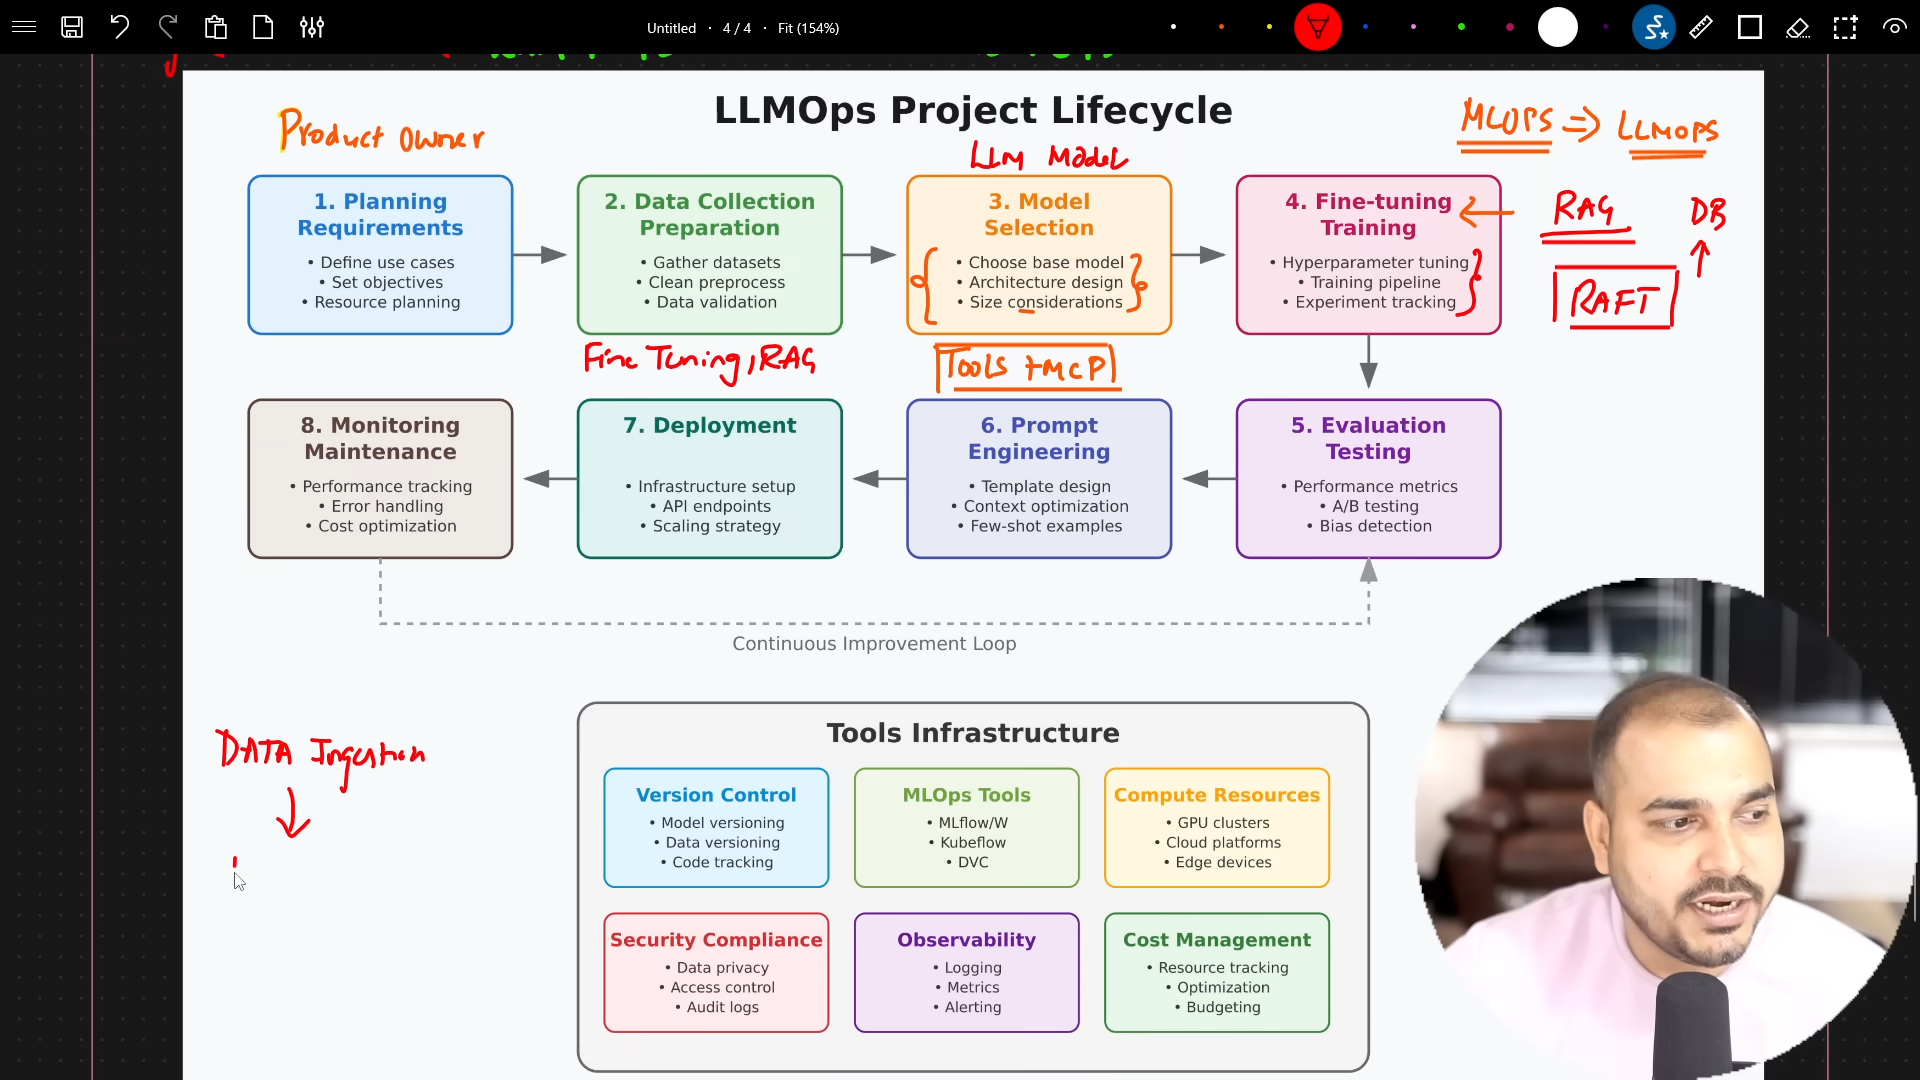 Untitled · 4 / 4 · Fit (154%)
LLMOps Project Lifecycle
Product Owner
MLOPS => LLMOPS
LLM Model
1. Planning
Requirements
• Define use cases
• Set objectives
• Resource planning
2. Data Collection
Preparation
• Gather datasets
• Clean preprocess
• Data validation
3. Model
Selection
• Choose base model
• Architecture design
• Size considerations
4. Fine-tuning
Training
• Hyperparameter tuning
• Training pipeline
• Experiment tracking
RAG
DB
RAFT
Fine Tuning, RAG
Tools + MCP
8. Monitoring
Maintenance
• Performance tracking
• Error handling
• Cost optimization
7. Deployment
• Infrastructure setup
• API endpoints
• Scaling strategy
6. Prompt
Engineering
• Template design
• Context optimization
• Few-shot examples
5. Evaluation
Testing
• Performance metrics
• A/B testing
• Bias detection
Continuous Improvement Loop
DATA Ingestion
Tools Infrastructure
Version Control
• Model versioning
• Data versioning
• Code tracking
MLOps Tools
• MLflow/W
• Kubeflow
• DVC
Compute Resources
• GPU clusters
• Cloud platforms
• Edge devices
Security Compliance
• Data privacy
• Access control
• Audit logs
Observability
• Logging
• Metrics
• Alerting
Cost Management
• Resource tracking
• Optimization
• Budgeting